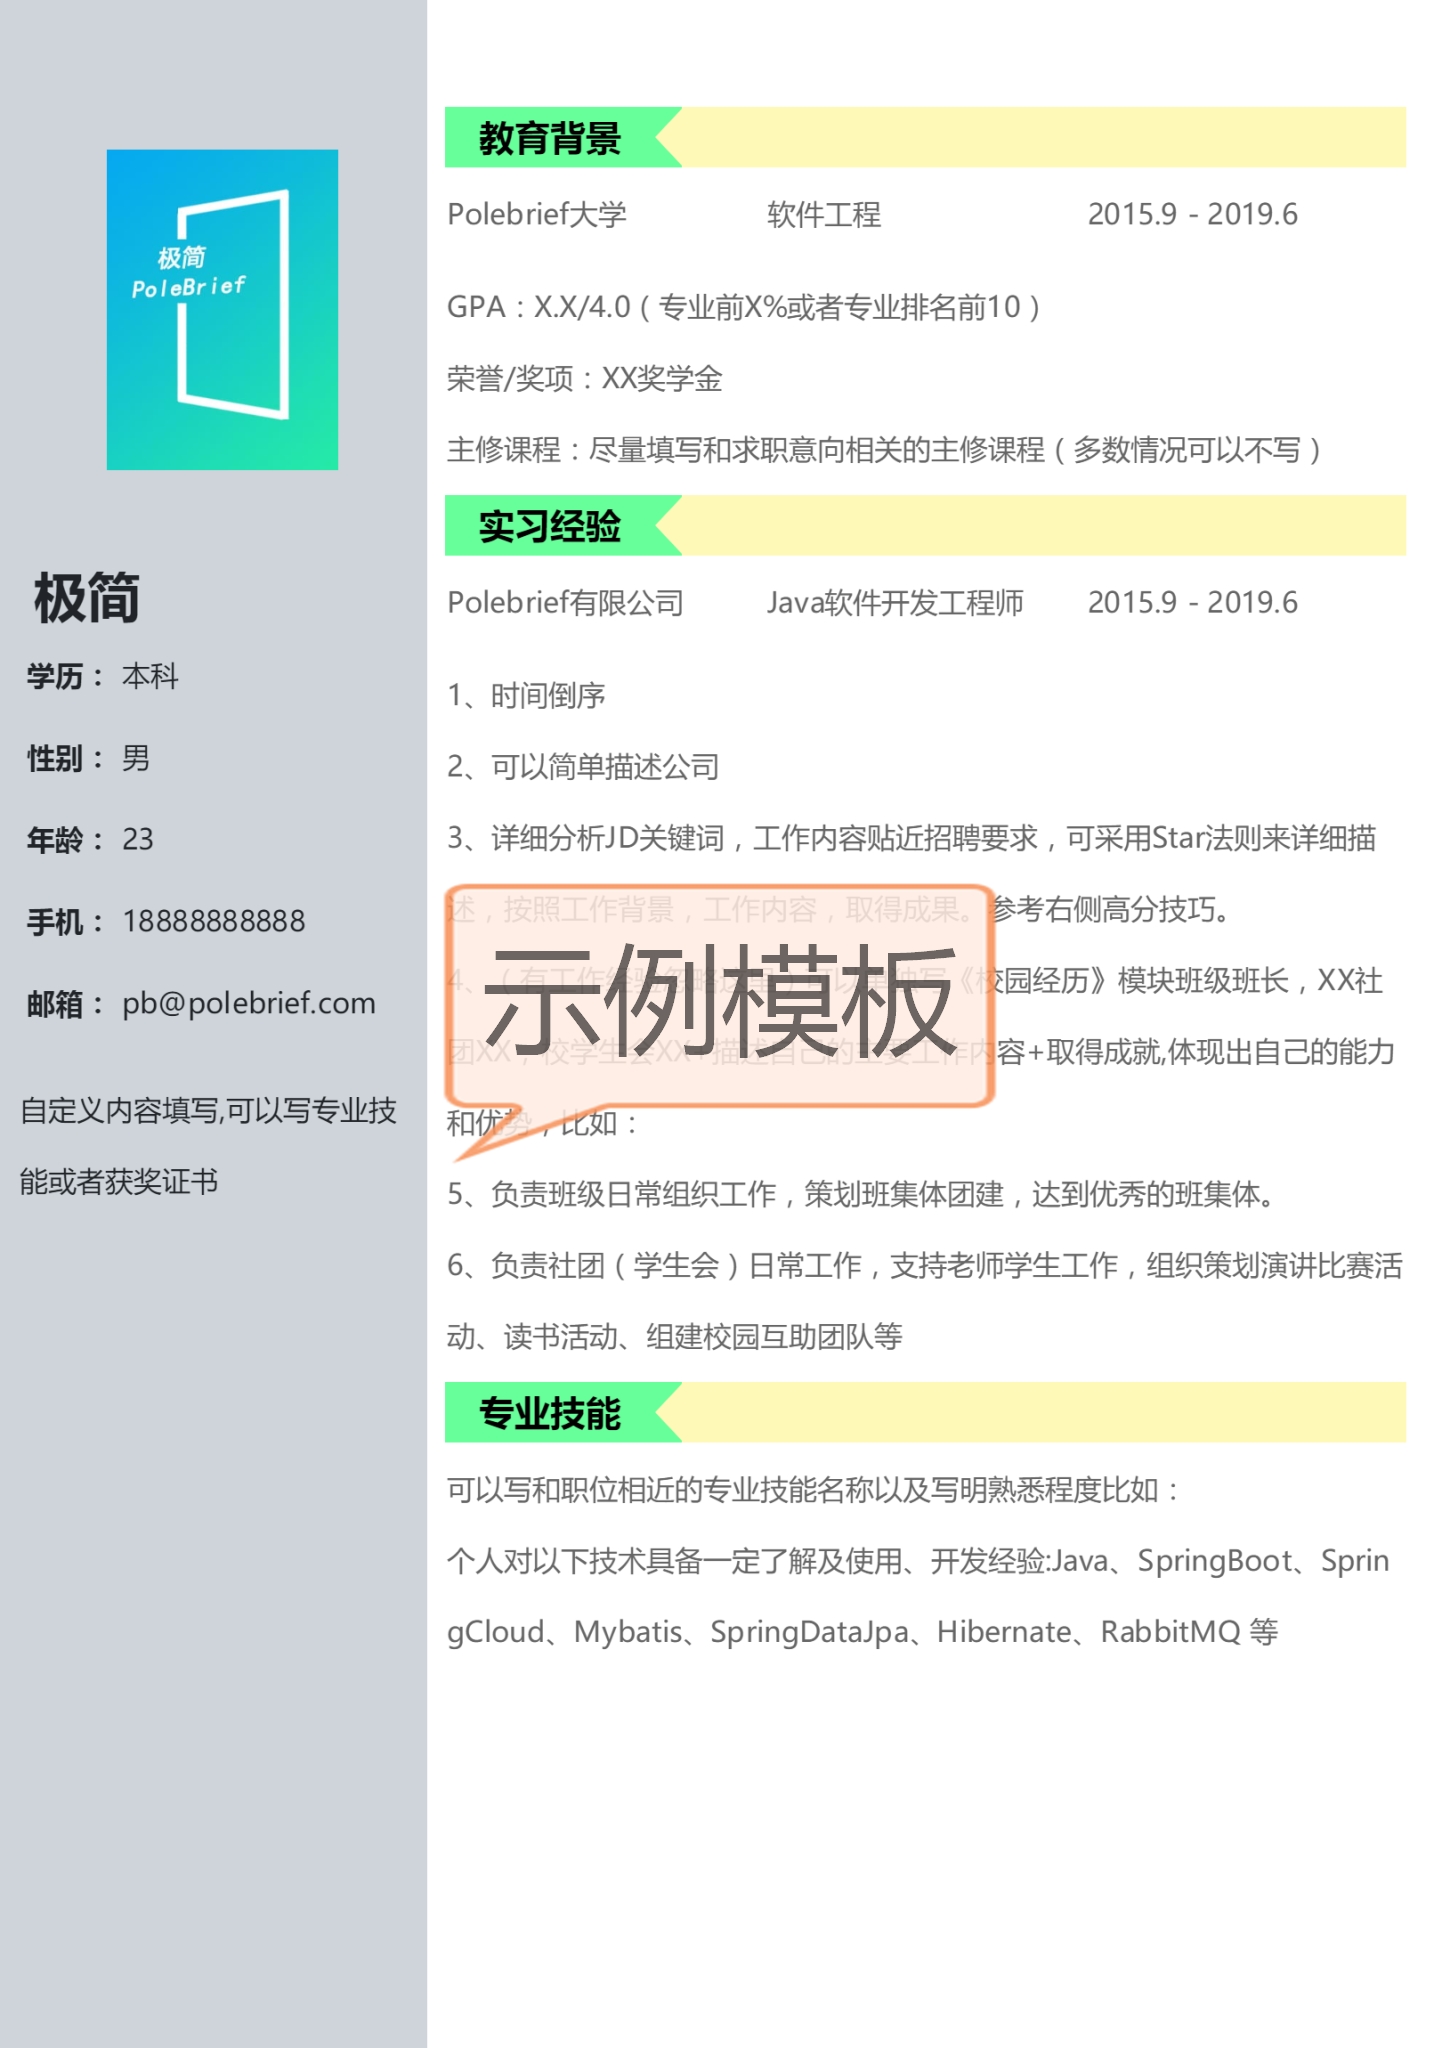 极简
PoleBrief
极简
学历： 本科
性别： 男
年龄： 23
手机： 18888888888
邮箱： pb@polebrief.com
自定义内容填写,可以写专业技
能或者获奖证书
教育背景
Polebrief大学 软件工程 2015.9 - 2019.6
GPA：X.X/4.0（专业前X%或者专业排名前10）
荣誉/奖项：XX奖学金
主修课程：尽量填写和求职意向相关的主修课程（多数情况可以不写）
实习经验
Polebrief有限公司 Java软件开发工程师 2015.9 - 2019.6
1、时间倒序
2、可以简单描述公司
3、详细分析JD关键词，工作内容贴近招聘要求，可采用Star法则来详细描
述，按照工作背景，工作内容，取得成果。参考右侧高分技巧。
4、（有工作经验忽略这里）可以单独写《校园经历》模块班级班长，XX社
团XX，校学生会XX+描述自己的主要工作内容+取得成就,体现出自己的能力
和优势，比如：
示例模板
5、负责班级日常组织工作，策划班集体团建，达到优秀的班集体。
6、负责社团（学生会）日常工作，支持老师学生工作，组织策划演讲比赛活
动、读书活动、组建校园互助团队等
专业技能
可以写和职位相近的专业技能名称以及写明熟悉程度比如：
个人对以下技术具备一定了解及使用、开发经验:Java、SpringBoot、Sprin
gCloud、Mybatis、SpringDataJpa、Hibernate、RabbitMQ 等